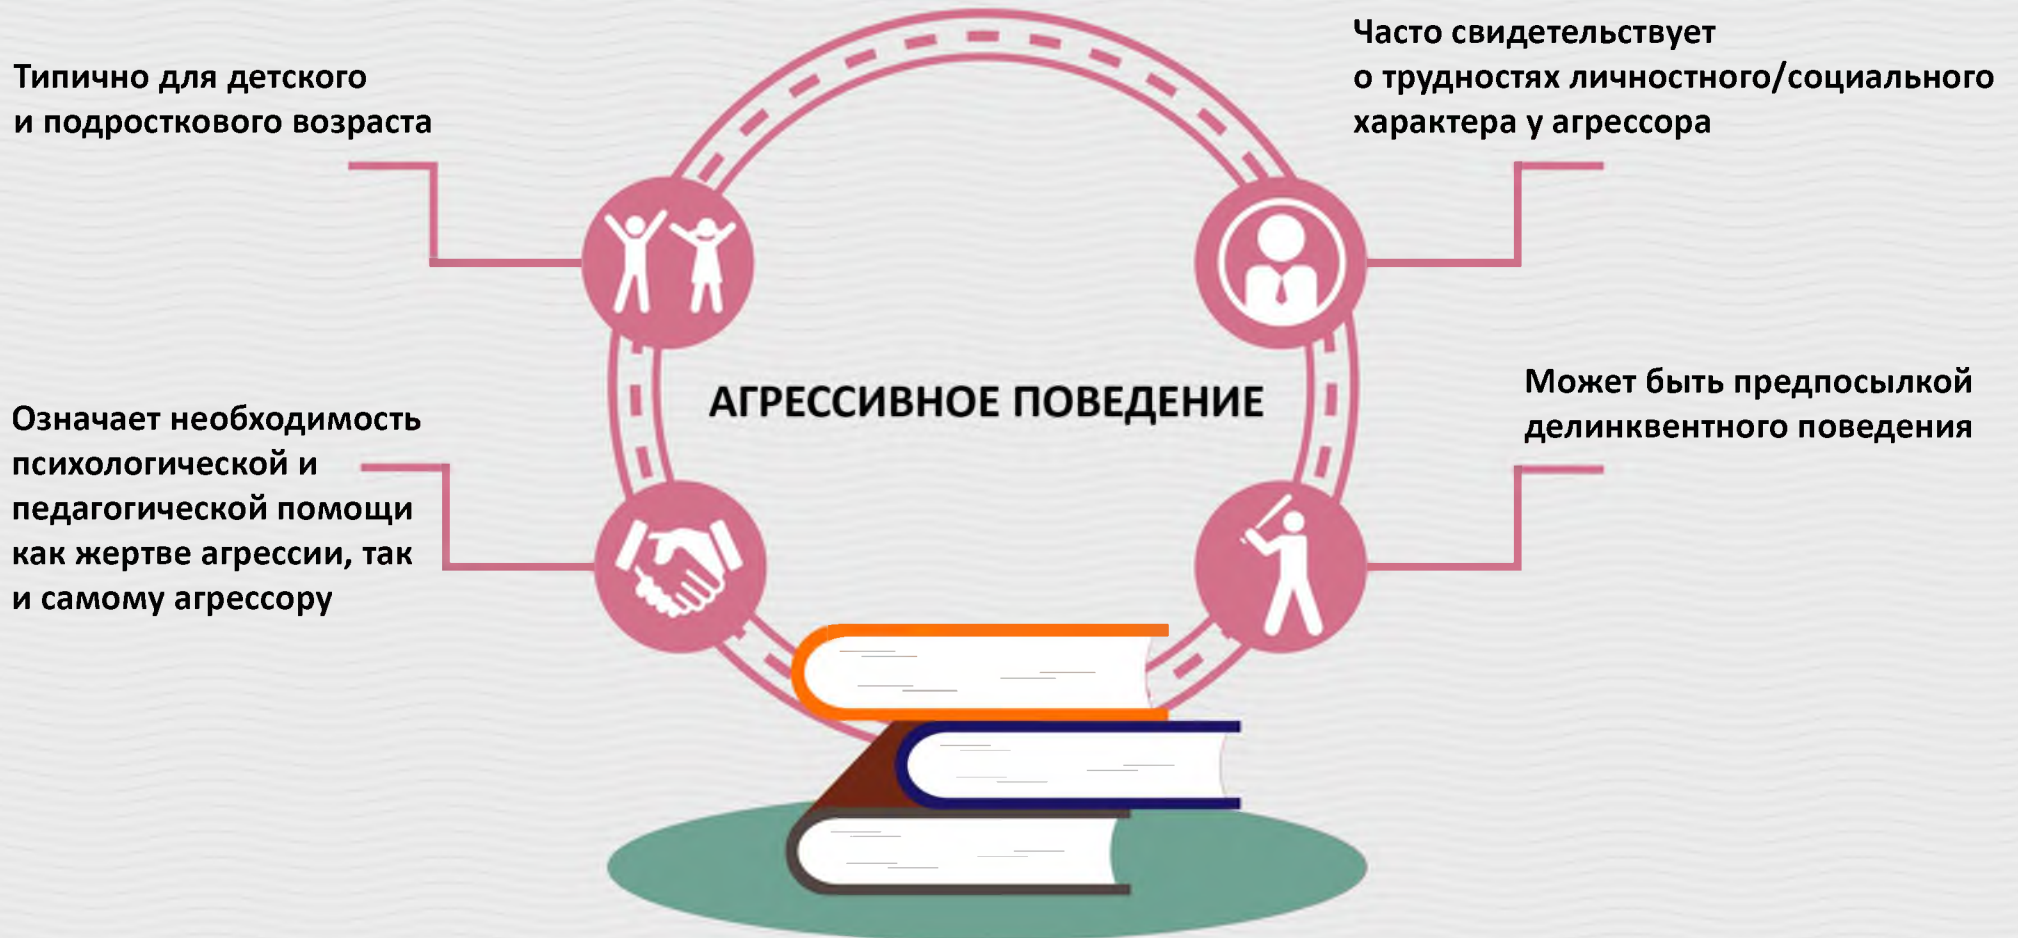 Типично для детского
и подросткового возраста
Часто свидетельствует
о трудностях личностного/социального
характера у агрессора
АГРЕССИВНОЕ ПОВЕДЕНИЕ
Означает необходимость
психологической и
педагогической помощи
как жертве агрессии, так
и самому агрессору
Может быть предпосылкой
делинквентного поведения